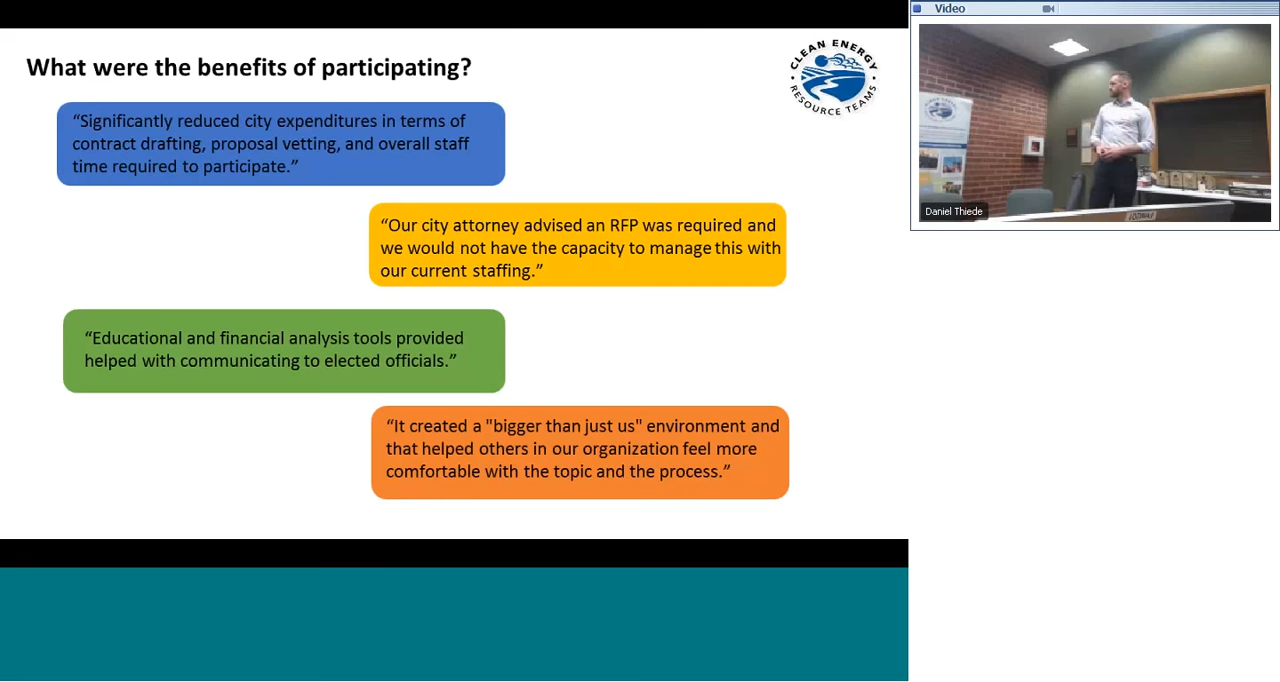 What were the benefits of participating?
CLEAN ENERGY
RESOURCE TEAMS
“Significantly reduced city expenditures in terms of
contract drafting, proposal vetting, and overall staff
time required to participate.”
“Our city attorney advised an RFP was required and
we would not have the capacity to manage this with
our current staffing.”
“Educational and financial analysis tools provided
helped with communicating to elected officials.”
“It created a "bigger than just us" environment and
that helped others in our organization feel more
comfortable with the topic and the process.”
Video
Daniel Thiede